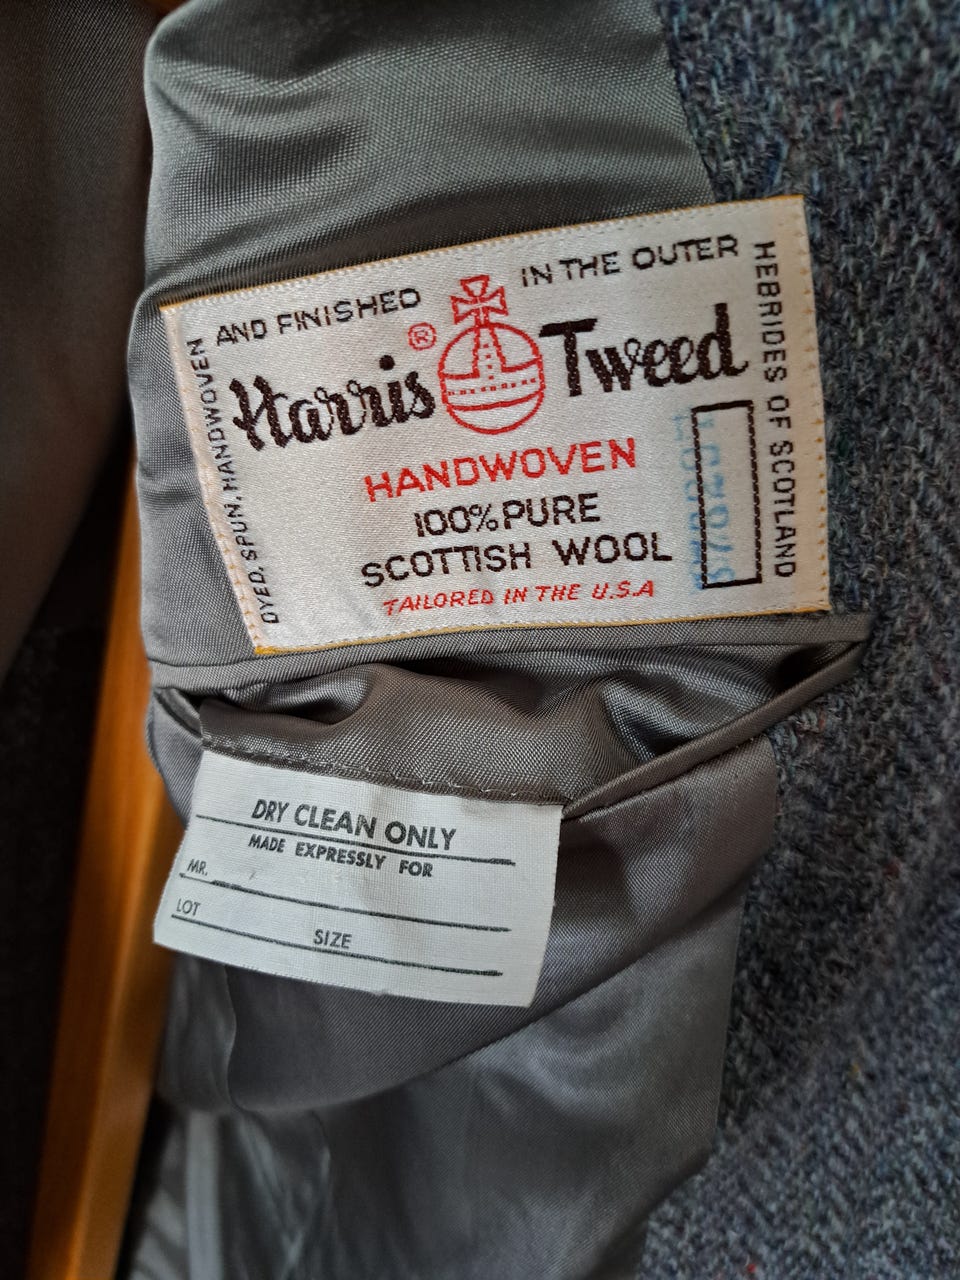 DYED, SPUN, HANDWOVEN
AND FINISHED IN THE OUTER
HEBRIDES OF SCOTLAND
Harris ® Tweed
HANDWOVEN
100% PURE
SCOTTISH WOOL
TAILORED IN THE U.S.A
DRY CLEAN ONLY
MADE EXPRESSLY FOR
MR.
LOT
SIZE